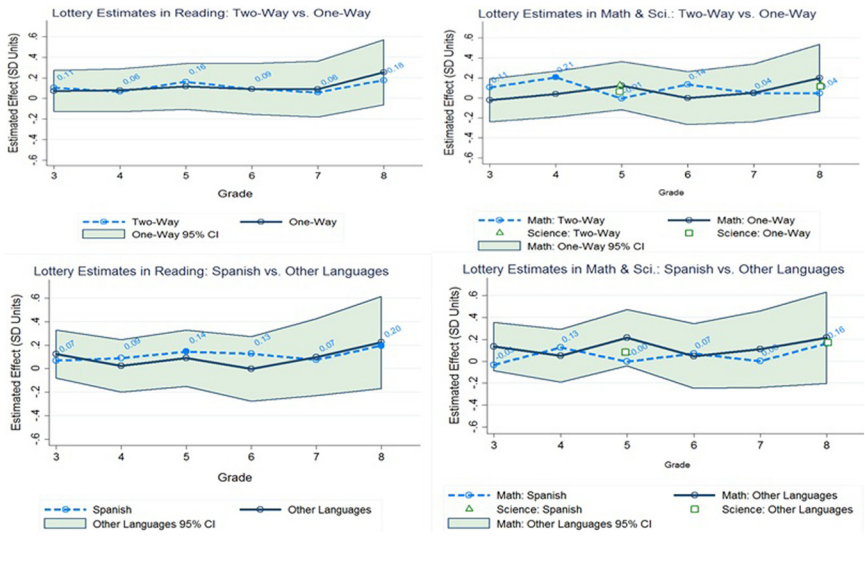 Lottery Estimates in Reading: Two-Way vs. One-Way
Estimated Effect (SD Units)
.6
.4
.2
0
-.2
-.4
-.6
0.11
0.06
0.16
0.09
0.06
0.18
3 4 5 6 7 8
Grade
Two-Way One-Way
One-Way 95% CI
Lottery Estimates in Math & Sci.: Two-Way vs. One-Way
Estimated Effect (SD Units)
.6
.4
.2
0
-.2
-.4
-.6
0.11
0.21
0.14
0.04
0.04
3 4 5 6 7 8
Grade
Math: Two-Way Math: One-Way
Science: Two-Way Science: One-Way
Math: One-Way 95% CI
Lottery Estimates in Reading: Spanish vs. Other Languages
Estimated Effect (SD Units)
.6
.4
.2
0
-.2
-.4
-.6
0.07
0.09
0.14
0.13
0.07
0.20
3 4 5 6 7 8
Grade
Spanish Other Languages
Other Languages 95% CI
Lottery Estimates in Math & Sci.: Spanish vs. Other Languages
Estimated Effect (SD Units)
.6
.4
.2
0
-.2
-.4
-.6
0.13
0.07
0.16
3 4 5 6 7 8
Grade
Math: Spanish Math: Other Languages
Science: Spanish Science: Other Languages
Math: Other Languages 95% CI